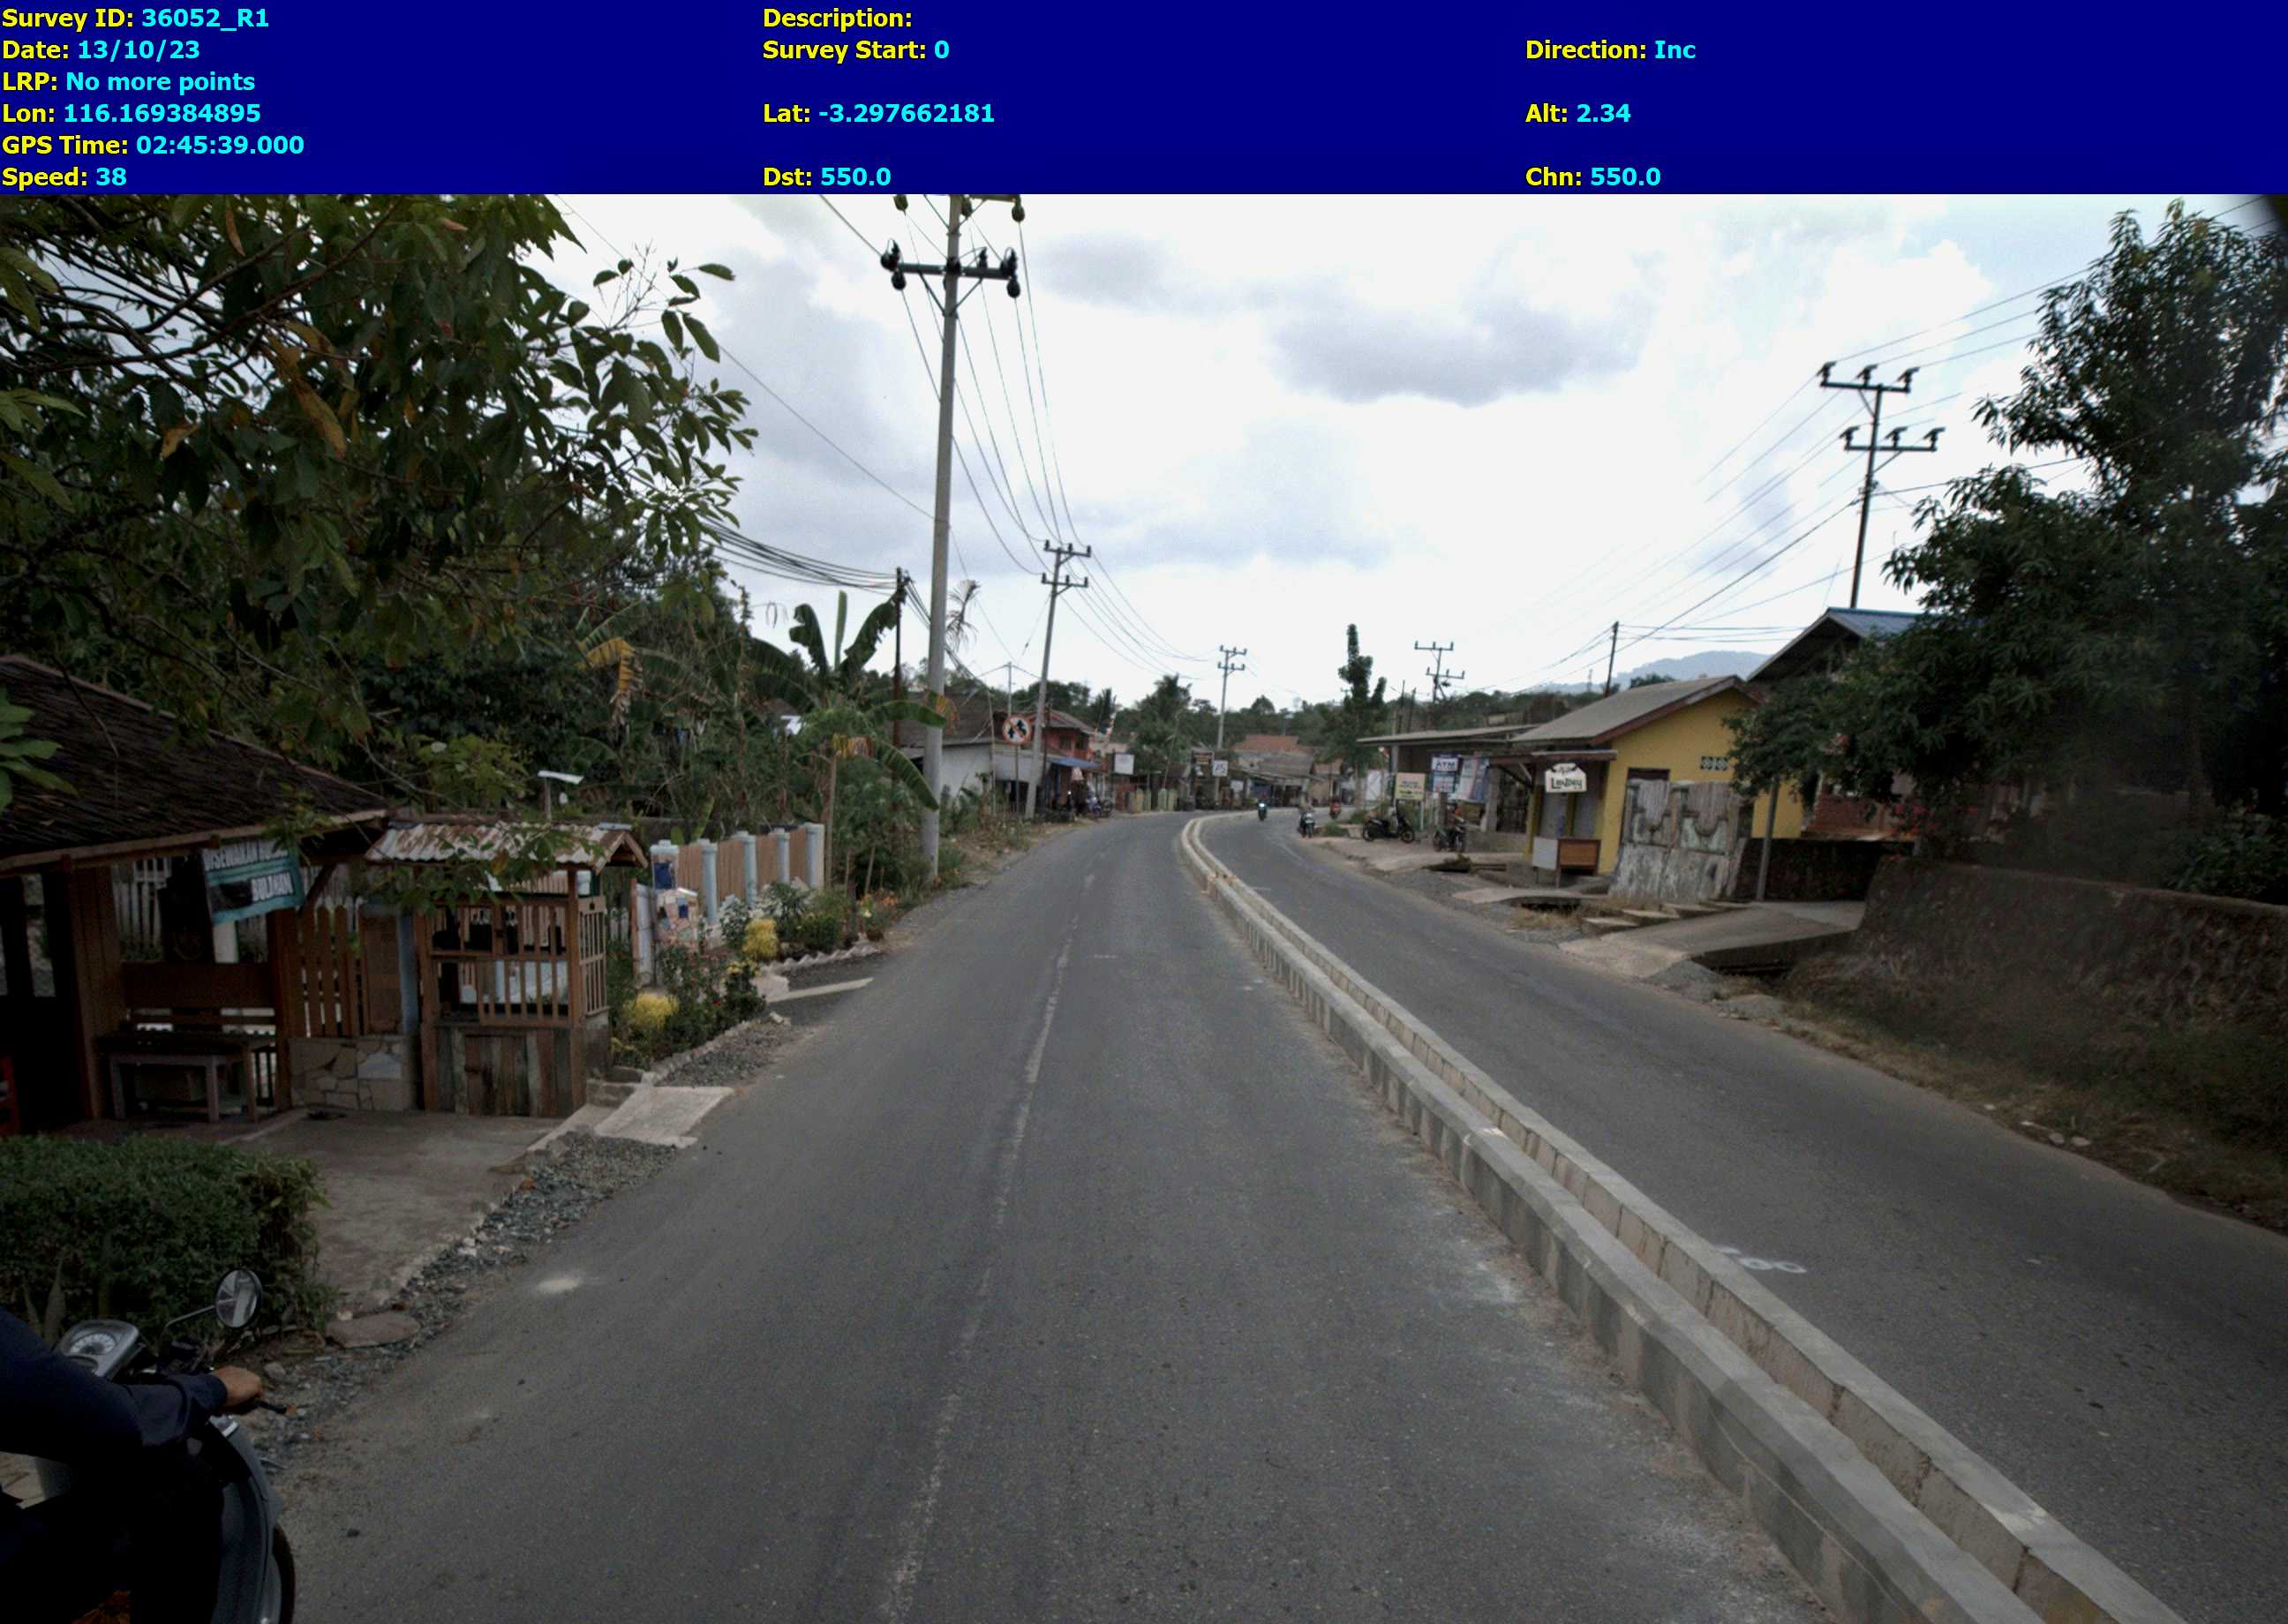 Survey ID: 36052_R1
Description:
Date: 13/10/23
Survey Start: 0
Direction: Inc
LRP: No more points
Lon: 116.169384895
Lat: -3.297662181
Alt: 2.34
GPS Time: 02:45:39.000
Speed: 38
Dst: 550.0
Chn: 550.0
ATM
DISEWAKAN
BULANAN